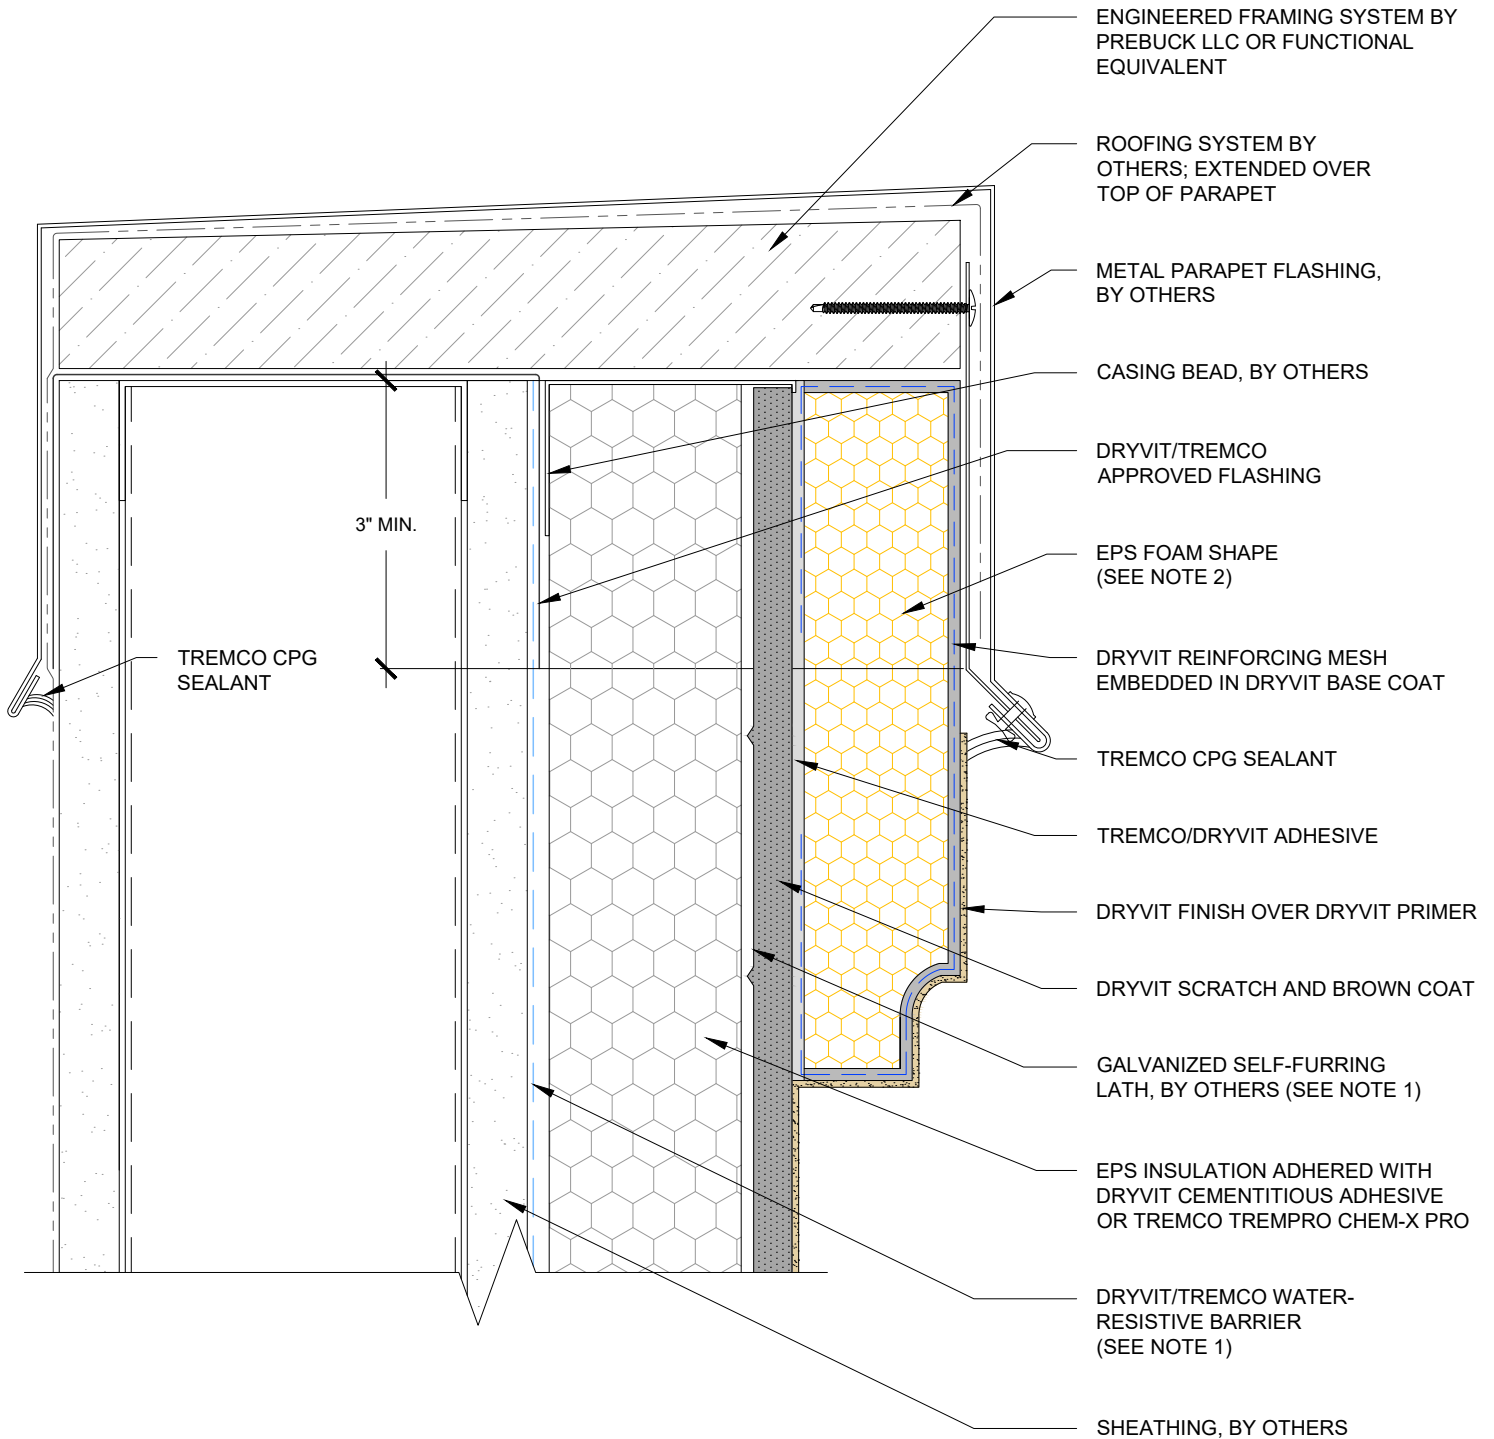 ENGINEERED FRAMING SYSTEM BY
PREBUCK LLC OR FUNCTIONAL
EQUIVALENT
ROOFING SYSTEM BY
OTHERS; EXTENDED OVER
TOP OF PARAPET
METAL PARAPET FLASHING,
BY OTHERS
CASING BEAD, BY OTHERS
DRYVIT/TREMCO
APPROVED FLASHING
3" MIN.
EPS FOAM SHAPE
(SEE NOTE 2)
TREMCO CPG
SEALANT
DRYVIT REINFORCING MESH
EMBEDDED IN DRYVIT BASE COAT
TREMCO CPG SEALANT
TREMCO/DRYVIT ADHESIVE
DRYVIT FINISH OVER DRYVIT PRIMER
DRYVIT SCRATCH AND BROWN COAT
GALVANIZED SELF-FURRING
LATH, BY OTHERS (SEE NOTE 1)
EPS INSULATION ADHERED WITH
DRYVIT CEMENTITIOUS ADHESIVE
OR TREMCO TREMPRO CHEM-X PRO
DRYVIT/TREMCO WATER-
RESISTIVE BARRIER
(SEE NOTE 1)
SHEATHING, BY OTHERS